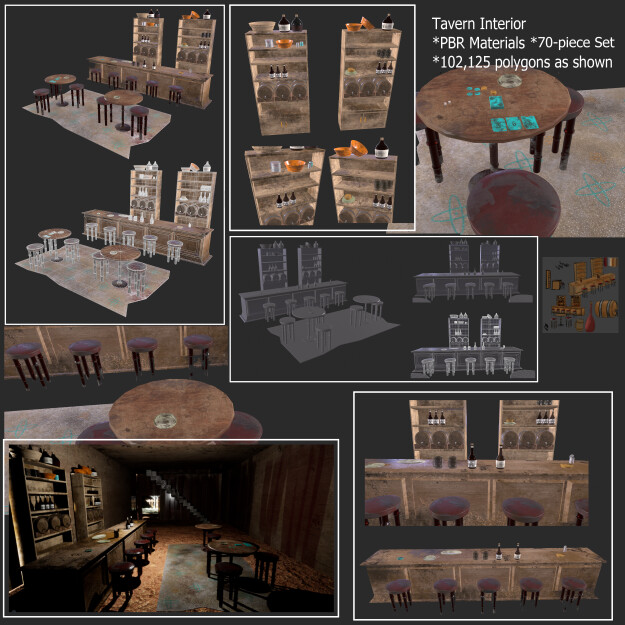 Tavern Interior
*PBR Materials *70-piece Set
*102,125 polygons as shown